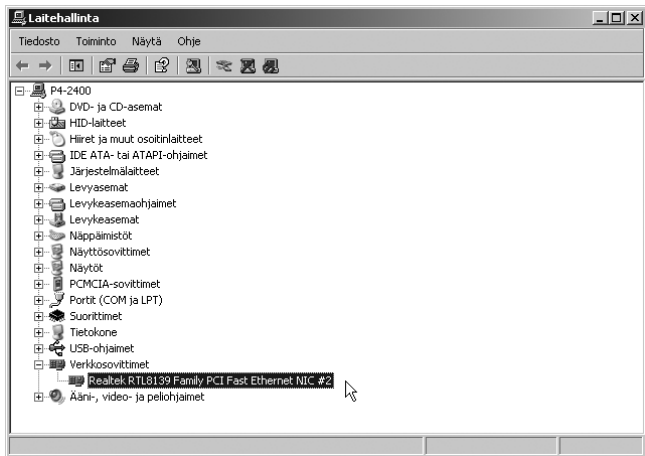 Laitehallinta
Tiedosto Toiminto Näytä Ohje
P4-2400
DVD- ja CD-asemat
HID-laitteet
Hiiret ja muut osoitinlaitteet
IDE ATA- tai ATAPI-ohjaimet
Järjestelmälaitteet
Levyasemat
Levykeasemaohjaimet
Levykeasemat
Näppäimistöt
Näyttösovittimet
Näytöt
PCMCIA-sovittimet
Portit (COM ja LPT)
Suorittimet
Tietokone
USB-ohjaimet
Verkkosovittimet
Realtek RTL8139 Family PCI Fast Ethernet NIC #2
Ääni-, video- ja peliohjaimet